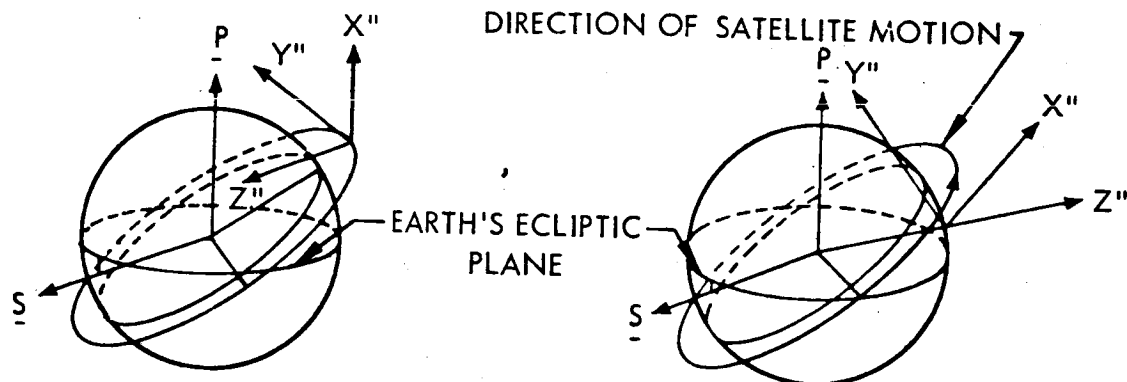 DIRECTION OF SATELLITE MOTION
P
Y"
X"
Z"
S
EARTH'S ECLIPTIC
PLANE
P
Y"
X"
Z"
S